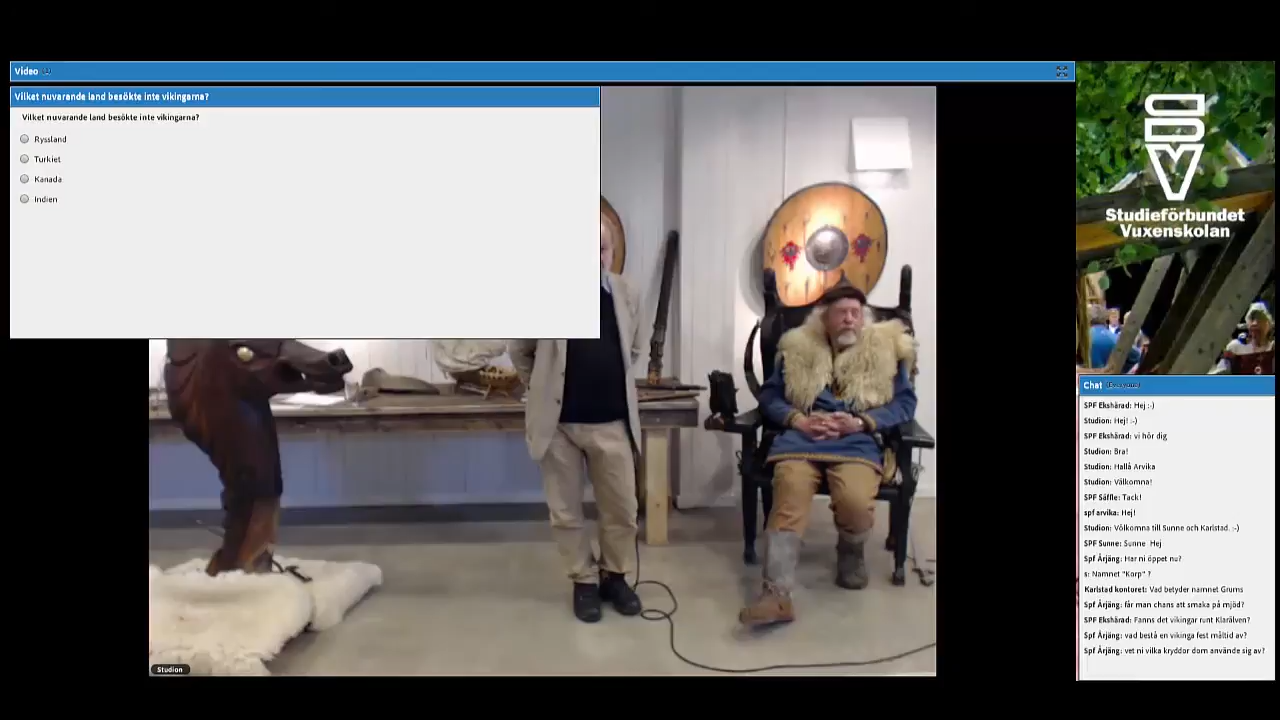 Video
Vilket nuvarande land besökte inte vikingarna?
Vilket nuvarande land besökte inte vikingarna?
Ryssland
Turkiet
Kanada
Indien
Studion
Studieförbundet
Vuxenskolan
Chat (Everyone)
SPF Ekshärad: Hej :-)
Studion: Hej! :-)
SPF Ekshärad: vi hör dig
Studion: Bra!
Studion: Hallå Arvika
Studion: Välkomna!
SPF Säffle: Tack!
spf arvika: Hej!
Studion: Völkomna till Sunne och Karlstad. :-)
SPF Sunne: Sunne Hej
Spf Årjäng: Har ni öppet nu?
s: Namnet "Korp" ?
Karlstad kontoret: Vad betyder namnet Grums
Spf Årjäng: får man chans att smaka på mjöd?
SPF Ekshärad: Fanns det vikingar runt Klarälven?
Spf Årjäng: vad bestå en vikinga fest måltid av?
Spf Årjäng: vet ni vilka kryddor dom använde sig av?